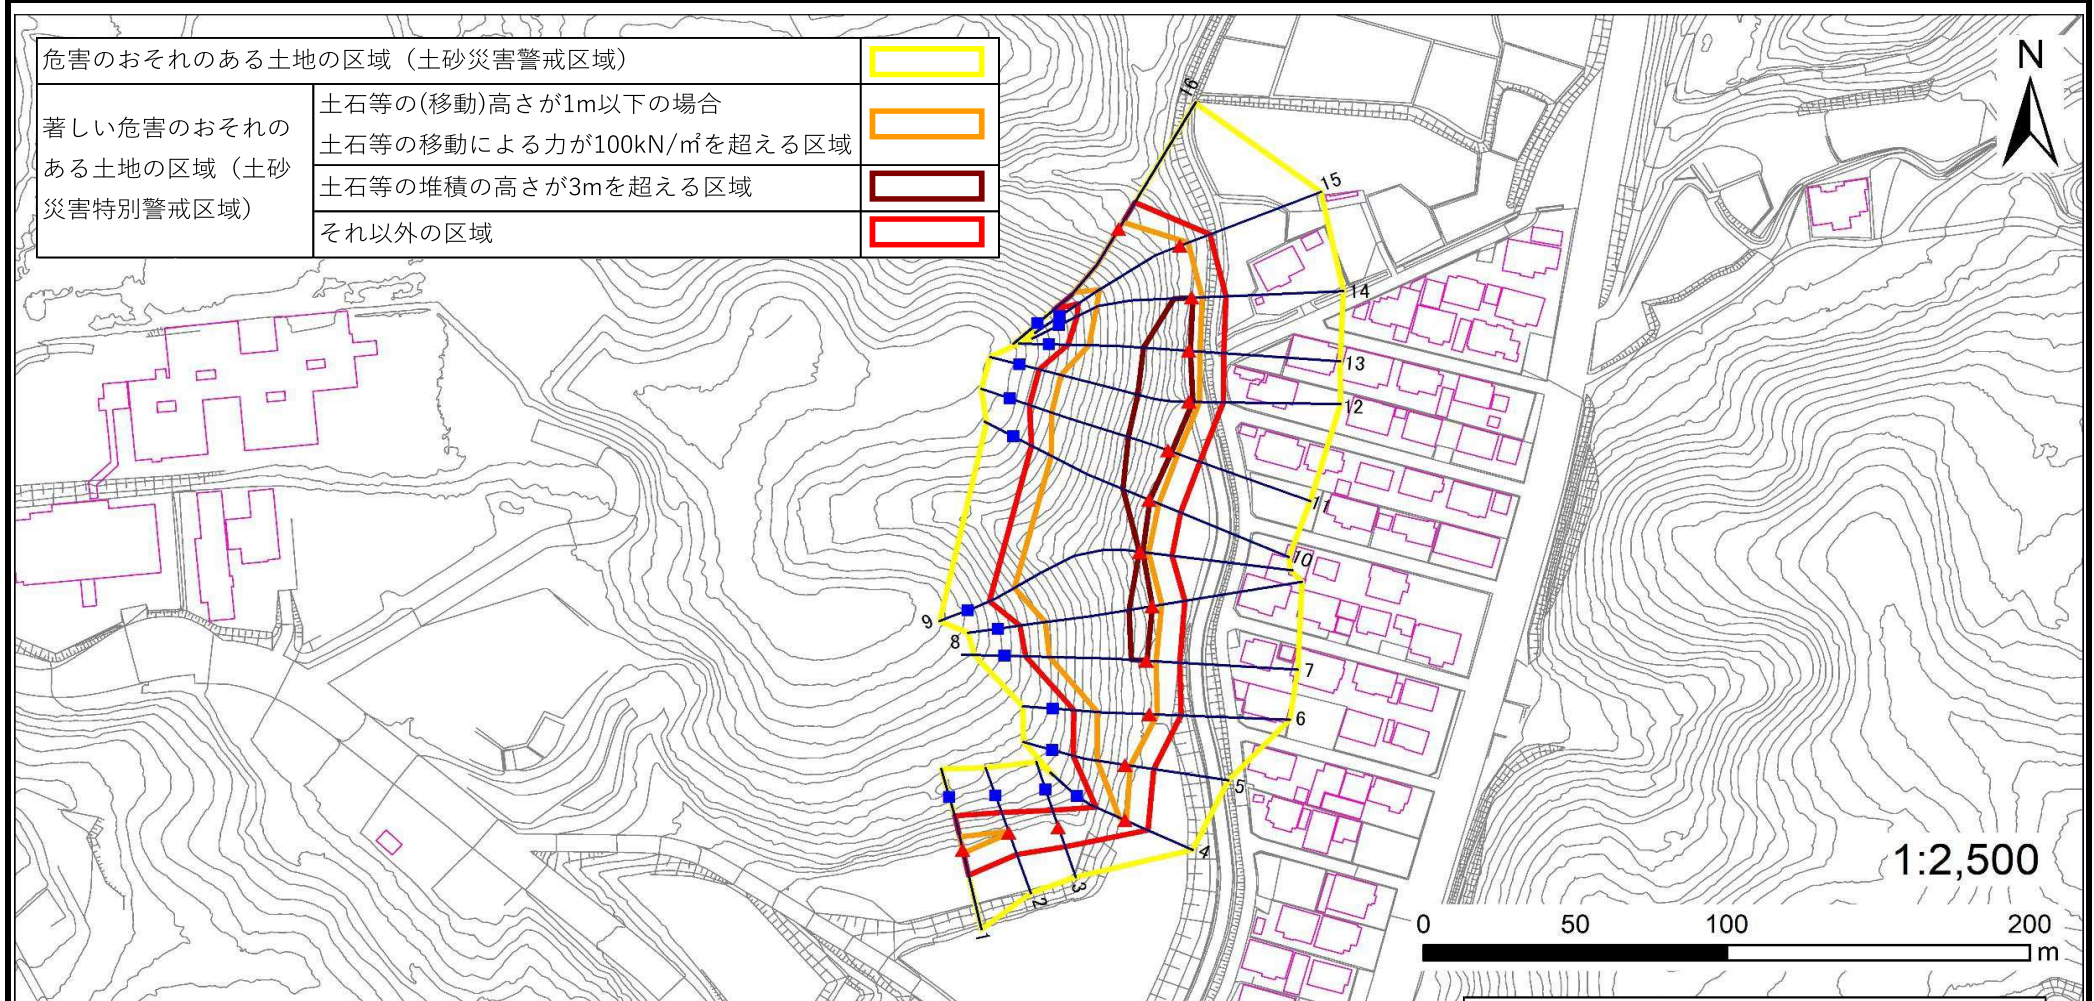 危害のおそれのある土地の区域（土砂災害警戒区域）
著しい危害のおそれの
ある土地の区域（土砂
災害特別警戒区域）
土石等の(移動)高さが1m以下の場合
土石等の移動による力が100kN/㎡を超える区域
土石等の堆積の高さが3mを超える区域
それ以外の区域
N
16
15
14
13
12
11
10
9
8
7
6
5
4
3
2
1
1:2,500
0 50 100 200
m